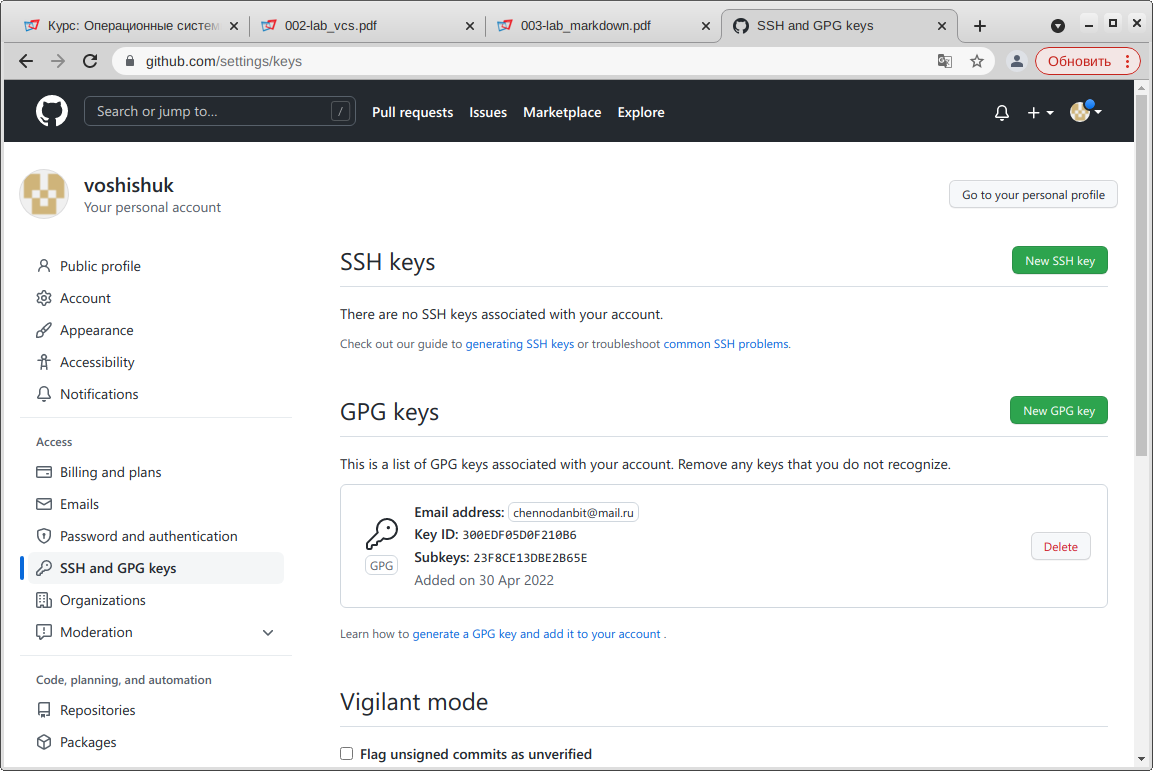 Курс: Операционные систем
002-lab_vcs.pdf
003-lab_markdown.pdf
SSH and GPG keys
github.com/settings/keys
Обновить
Search or jump to...
/
Pull requests
Issues
Marketplace
Explore
voshishuk
Your personal account
Go to your personal profile
Public profile
Account
Appearance
Accessibility
Notifications
Access
Billing and plans
Emails
Password and authentication
SSH and GPG keys
Organizations
Moderation
Code, planning, and automation
Repositories
Packages
SSH keys
New SSH key
There are no SSH keys associated with your account.
Check out our guide to generating SSH keys or troubleshoot common SSH problems.
GPG keys
New GPG key
This is a list of GPG keys associated with your account. Remove any keys that you do not recognize.
GPG
Email address: chennodanbit@mail.ru
Key ID: 300EDF05D0F210B6
Subkeys: 23F8CE13DBE2B65E
Added on 30 Apr 2022
Delete
Learn how to generate a GPG key and add it to your account .
Vigilant mode
Flag unsigned commits as unverified